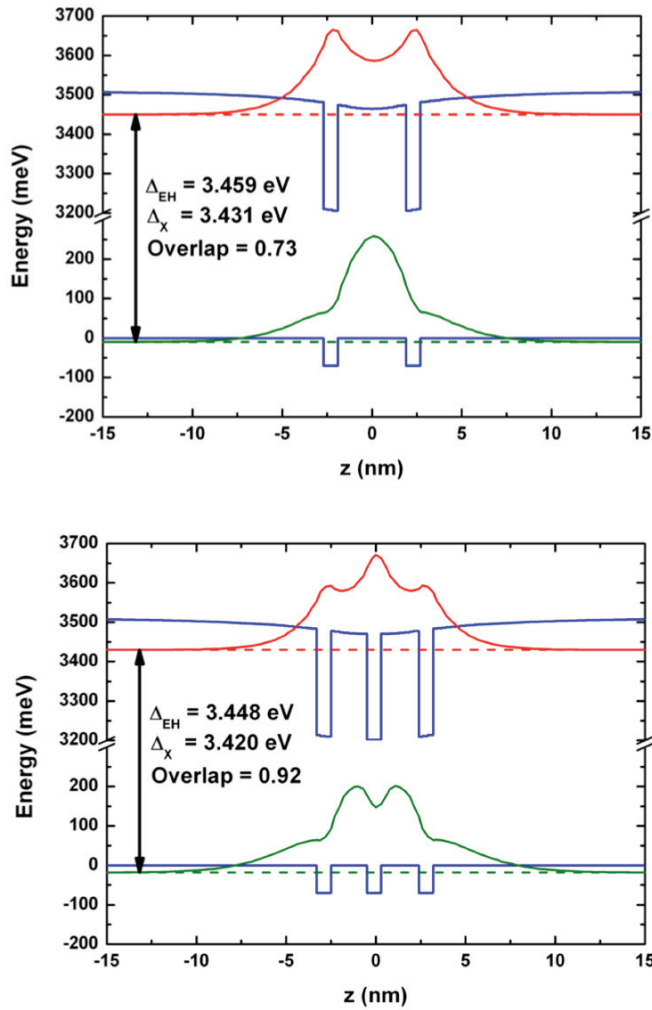 3700
3600
3500
3400
3300
3200
200
100
0
-100
-200
Energy (meV)
Δ_EH = 3.459 eV
Δ_X = 3.431 eV
Overlap = 0.73
-15 -10 -5 0 5 10 15
z (nm)
3700
3600
3500
3400
3300
3200
200
100
0
-100
-200
Energy (meV)
Δ_EH = 3.448 eV
Δ_X = 3.420 eV
Overlap = 0.92
-15 -10 -5 0 5 10 15
z (nm)